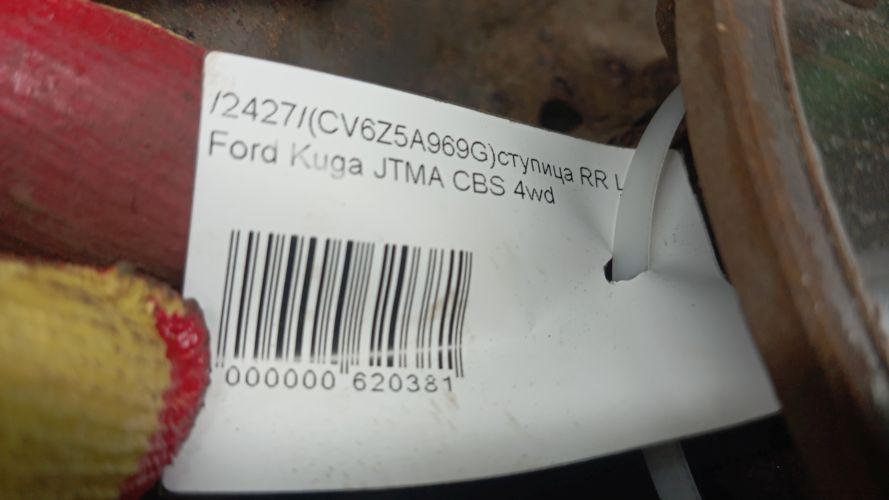 /2427/(CV6Z5A969G)ступица RR L
Ford Kuga JTMA CBS 4wd
000000 620381